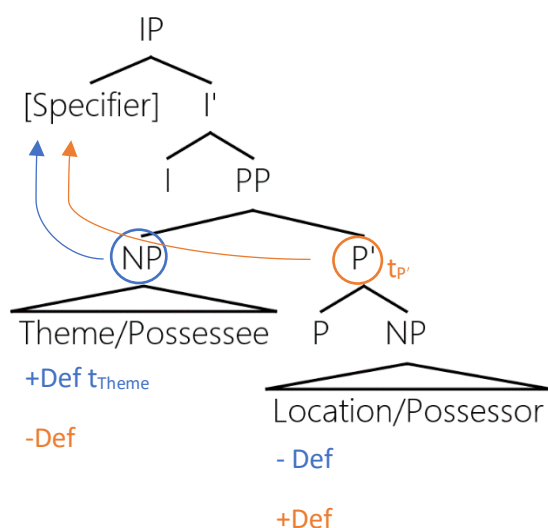 IP
[Specifier] I'
I PP
NP P' tP'
Theme/Possessee P NP
+Def tTheme Location/Possessor
-Def - Def
+Def